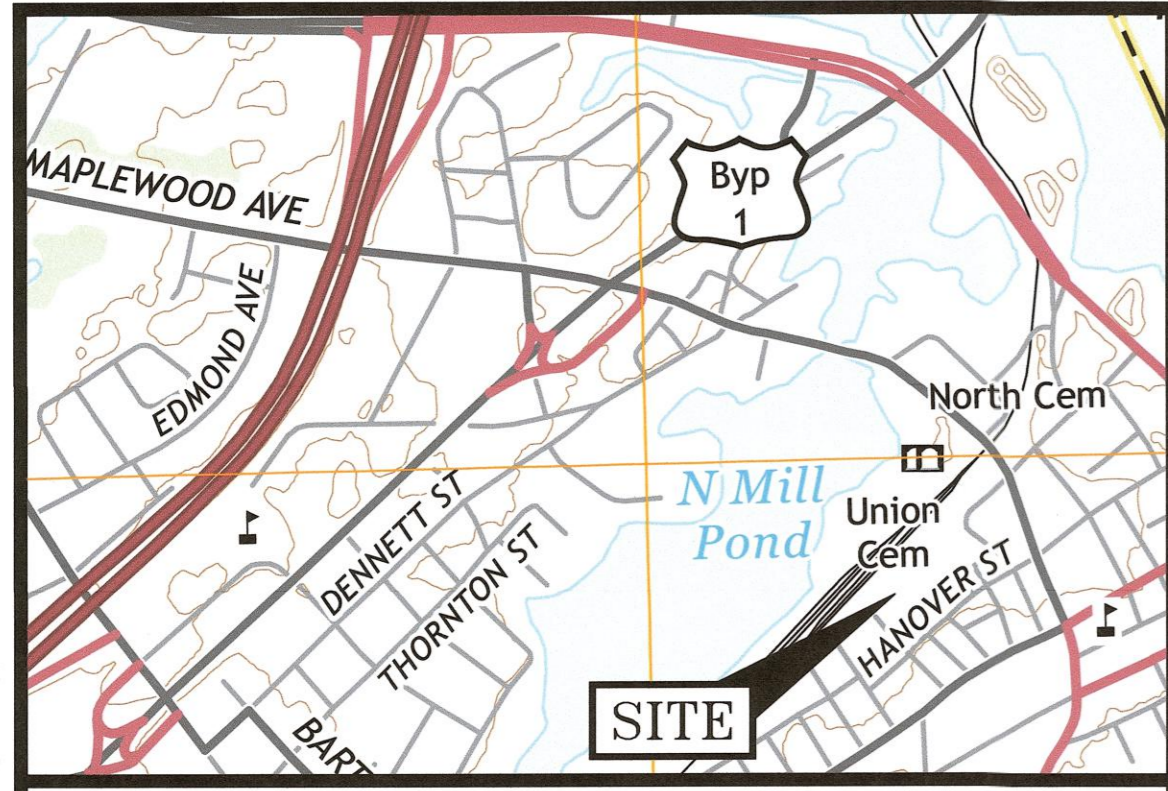 Byp
1
MAPLEWOOD AVE
EDMOND AVE
North Cem
N Mill
Pond
Union
Cem
DENNETT ST
THORNTON ST
HANOVER ST
SITE
BART